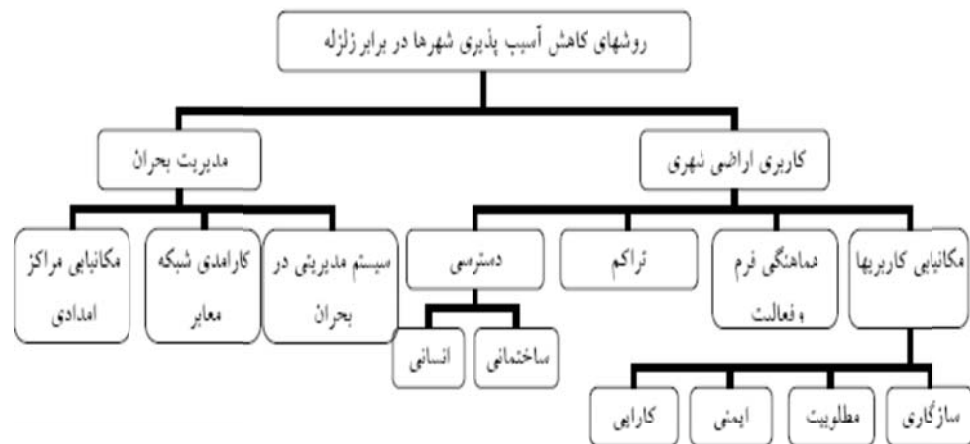 روشهای کاهش آسیب پذیری شهرها در برابر زلزله
کاربری اراضی شهری
مدیریت بحران
مکانیابی کاربریها
هماهنگی فرم
و فعالیت
تراکم
دسترسی
سیستم مدیریتی در
بحران
کارامدی شبکه
معابر
مکانیابی مراکز
امدادی
ساختمانی
انسانی
سازگاری
مطلوبیت
ایمنی
کارایی